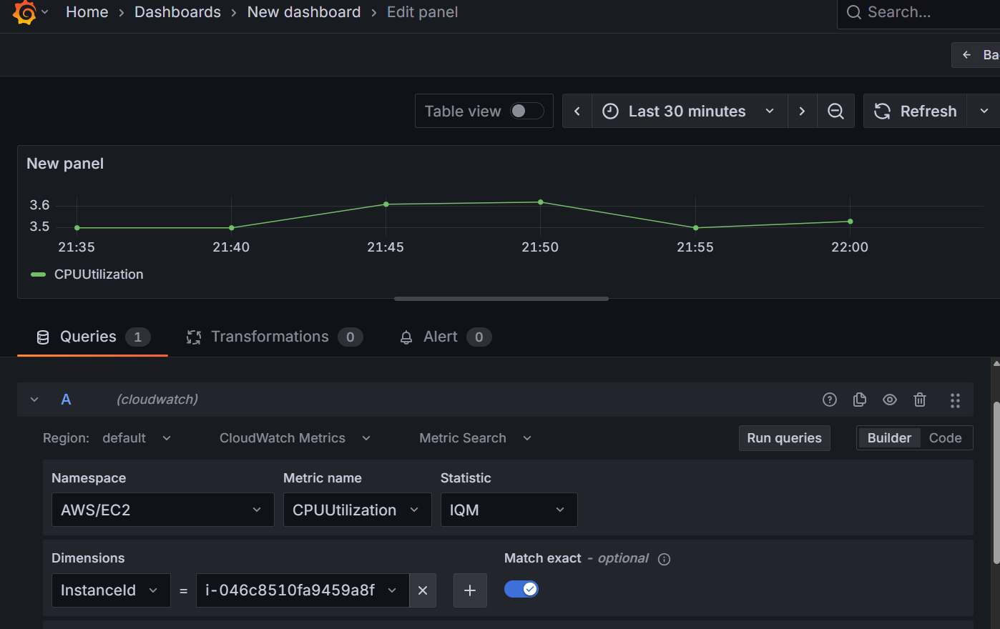 Home > Dashboards > New dashboard > Edit panel
Search...
Ba
Table view
Last 30 minutes
Refresh
New panel
3.6
3.5
21:35 21:40 21:45 21:50 21:55 22:00
CPUUtilization
Queries 1 Transformations 0 Alert 0
A (cloudwatch)
Region: default CloudWatch Metrics Metric Search Run queries Builder Code
Namespace Metric name Statistic
AWS/EC2 CPUUtilization IQM
Dimensions Match exact - optional
InstanceId = i-046c8510fa9459a8f